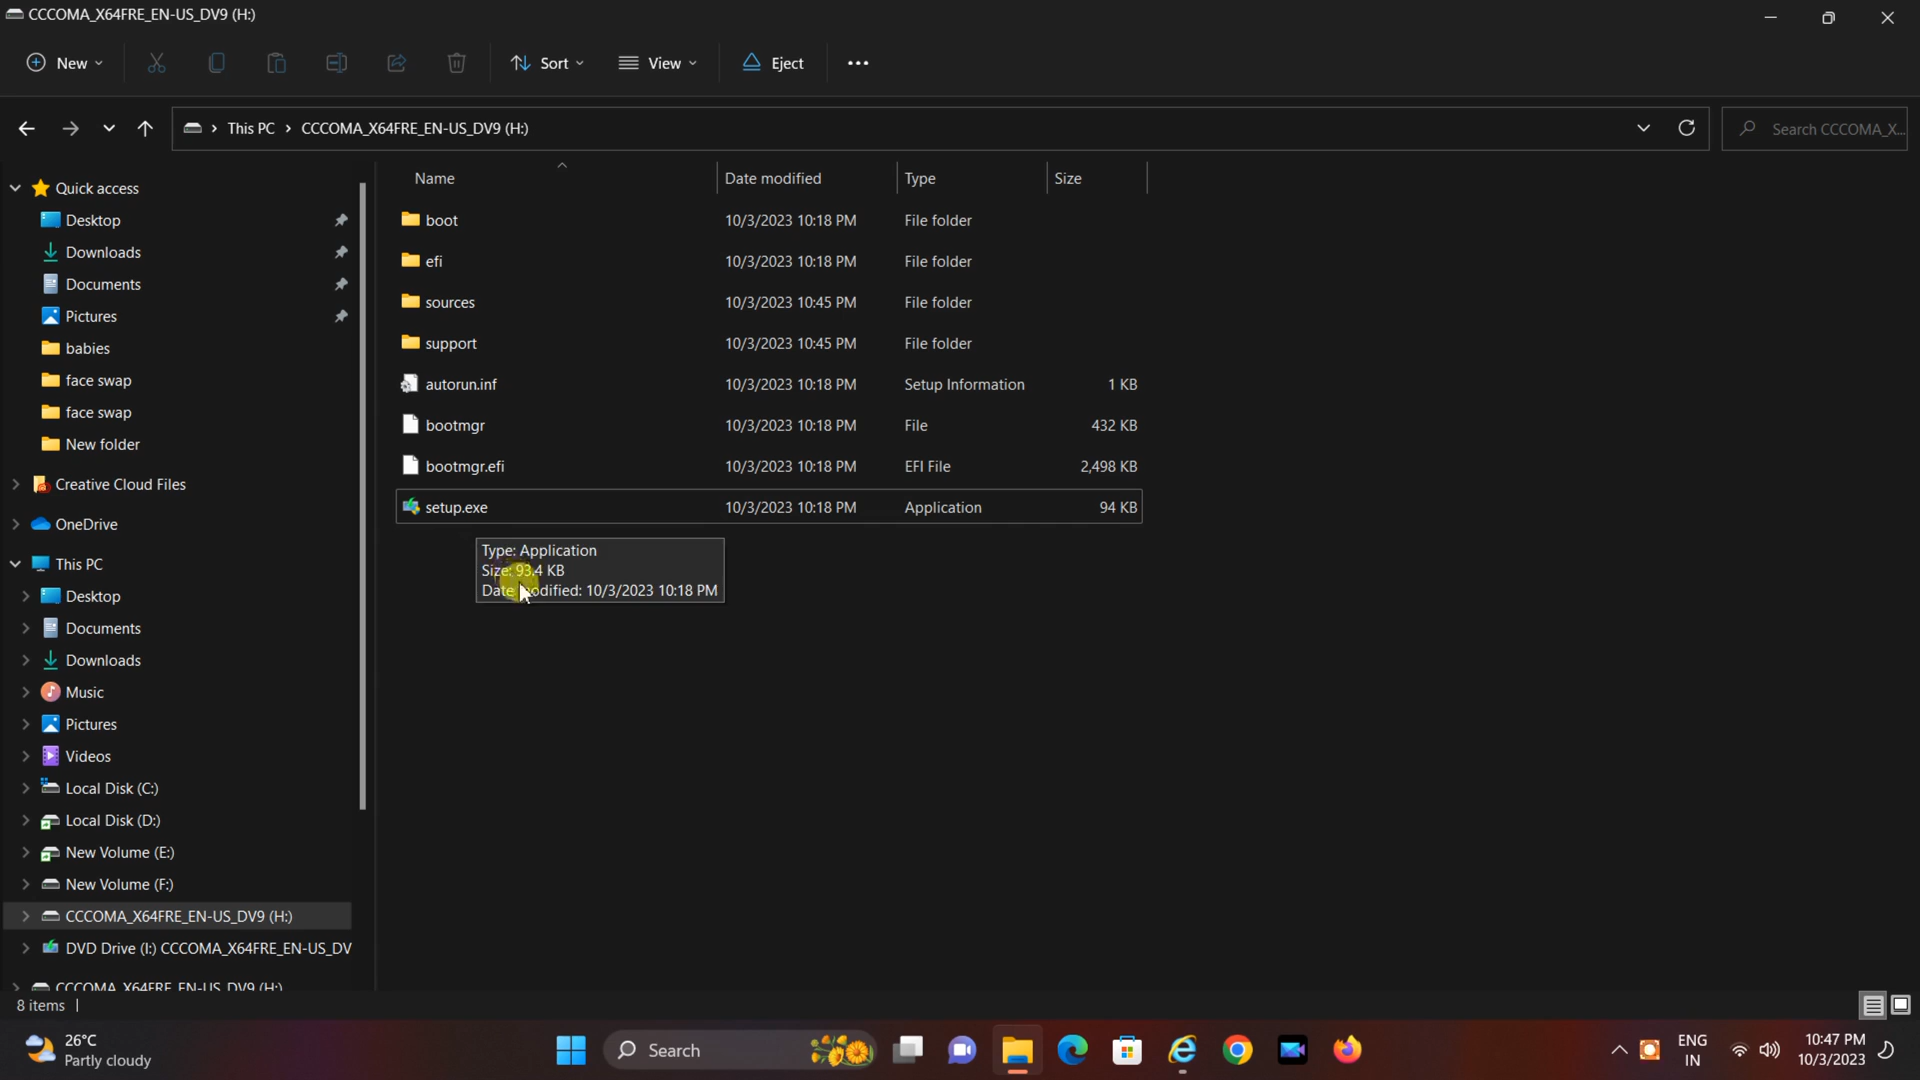 CCCOMA_X64FRE_EN-US_DV9 (H:)
New
Sort
View
Eject
This PC > CCCOMA_X64FRE_EN-US_DV9 (H:)
Search CCCOMA_X...
Name Date modified Type Size
boot 10/3/2023 10:18 PM File folder
efi 10/3/2023 10:18 PM File folder
sources 10/3/2023 10:45 PM File folder
support 10/3/2023 10:45 PM File folder
autorun.inf 10/3/2023 10:18 PM Setup Information 1 KB
bootmgr 10/3/2023 10:18 PM File 432 KB
bootmgr.efi 10/3/2023 10:18 PM EFI File 2,498 KB
setup.exe 10/3/2023 10:18 PM Application 94 KB
Type: Application
Size: 93.4 KB
Date modified: 10/3/2023 10:18 PM
Quick access
Desktop
Downloads
Documents
Pictures
babies
face swap
face swap
New folder
Creative Cloud Files
OneDrive
This PC
Desktop
Documents
Downloads
Music
Pictures
Videos
Local Disk (C:)
Local Disk (D:)
New Volume (E:)
New Volume (F:)
CCCOMA_X64FRE_EN-US_DV9 (H:)
DVD Drive (I:) CCCOMA_X64FRE_EN-US_DV
CCCOMA_X64FRE_EN-US_DV9 (H:)
8 items
26°C
Partly cloudy
Search
ENG
IN
10:47 PM
10/3/2023